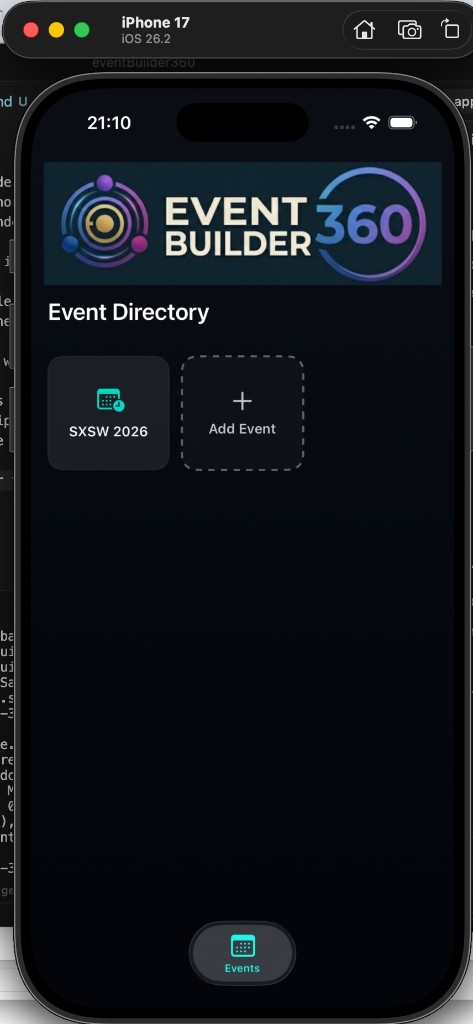 iPhone 17
iOS 26.2
eventBuilder360
21:10
EVENT
BUILDER 360
Event Directory
SXSW 2026
Add Event
Events